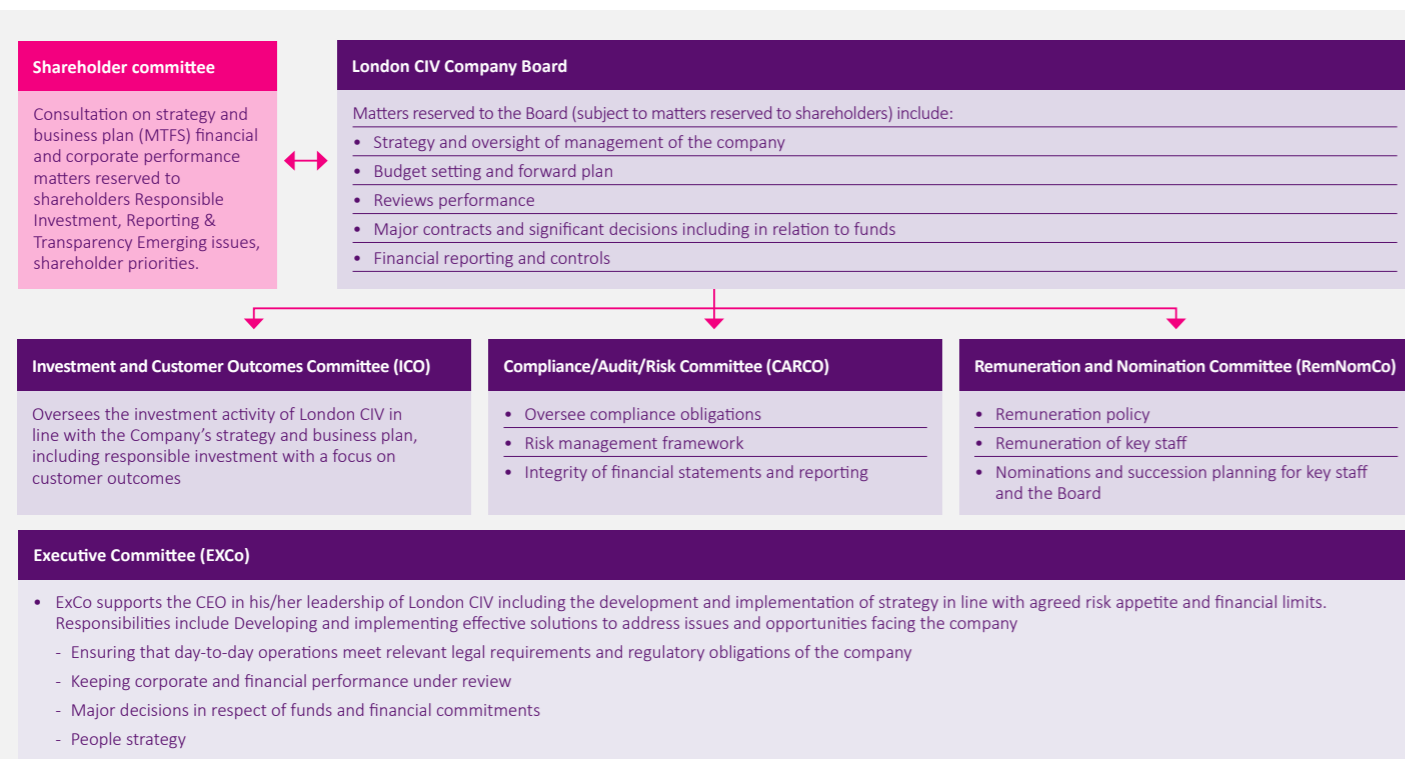 Shareholder committee
Consultation on strategy and
business plan (MTFS) financial
and corporate performance
matters reserved to
shareholders Responsible
Investment, Reporting &
Transparency Emerging issues,
shareholder priorities.
London CIV Company Board
Matters reserved to the Board (subject to matters reserved to shareholders) include:
• Strategy and oversight of management of the company
• Budget setting and forward plan
• Reviews performance
• Major contracts and significant decisions including in relation to funds
• Financial reporting and controls
Investment and Customer Outcomes Committee (ICO)
Oversees the investment activity of London CIV in
line with the Company’s strategy and business plan,
including responsible investment with a focus on
customer outcomes
Compliance/Audit/Risk Committee (CARCO)
• Oversee compliance obligations
• Risk management framework
• Integrity of financial statements and reporting
Remuneration and Nomination Committee (RemNomCo)
• Remuneration policy
• Remuneration of key staff
• Nominations and succession planning for key staff
and the Board
Executive Committee (EXCo)
• ExCo supports the CEO in his/her leadership of London CIV including the development and implementation of strategy in line with agreed risk appetite and financial limits.
Responsibilities include Developing and implementing effective solutions to address issues and opportunities facing the company
- Ensuring that day-to-day operations meet relevant legal requirements and regulatory obligations of the company
- Keeping corporate and financial performance under review
- Major decisions in respect of funds and financial commitments
- People strategy